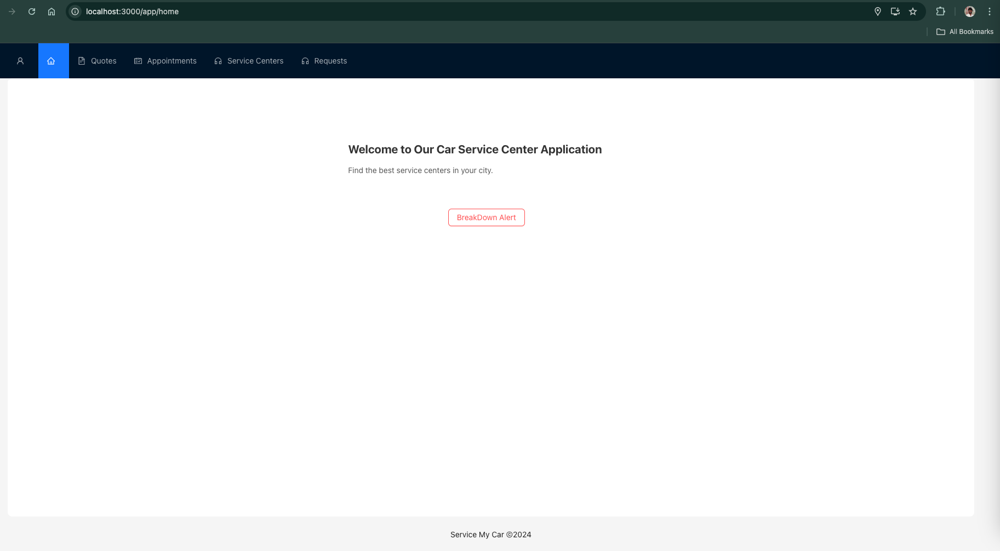 localhost:3000/app/home
All Bookmarks
Quotes Appointments Service Centers Requests
Welcome to Our Car Service Center Application
Find the best service centers in your city.
BreakDown Alert
Service My Car ©2024